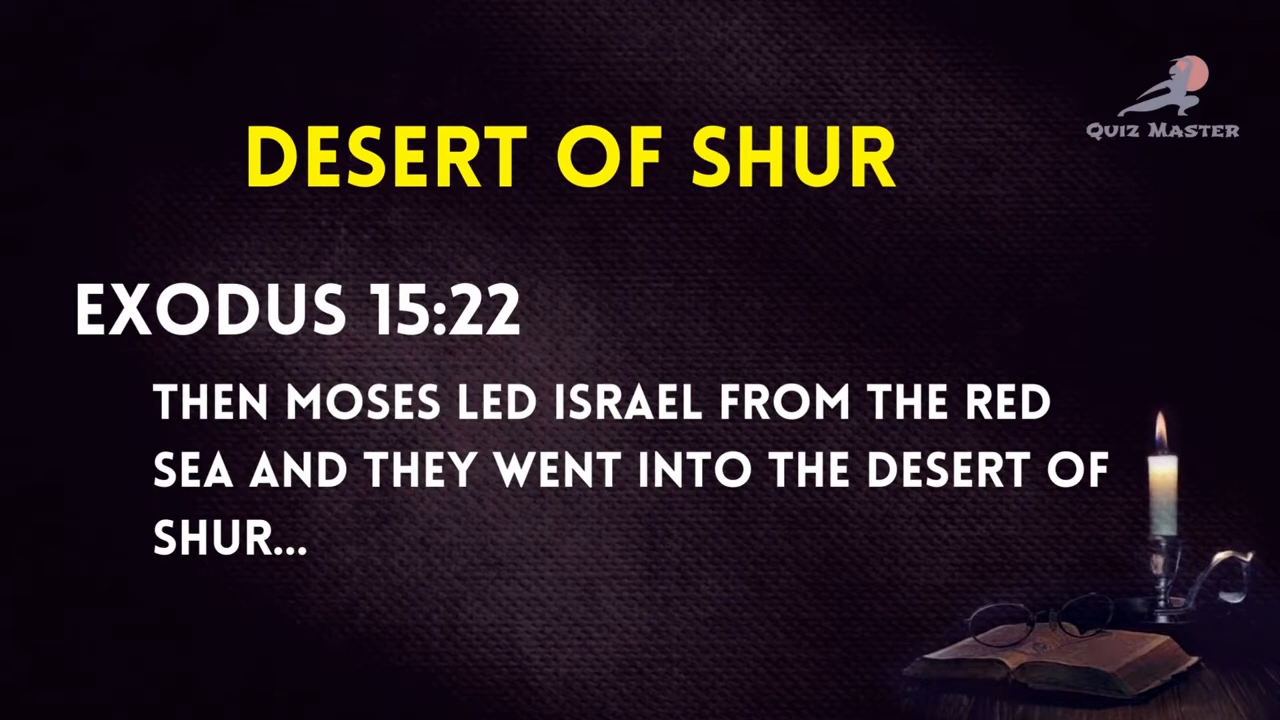 Quiz Master
DESERT OF SHUR
EXODUS 15:22
THEN MOSES LED ISRAEL FROM THE RED
SEA AND THEY WENT INTO THE DESERT OF
SHUR...